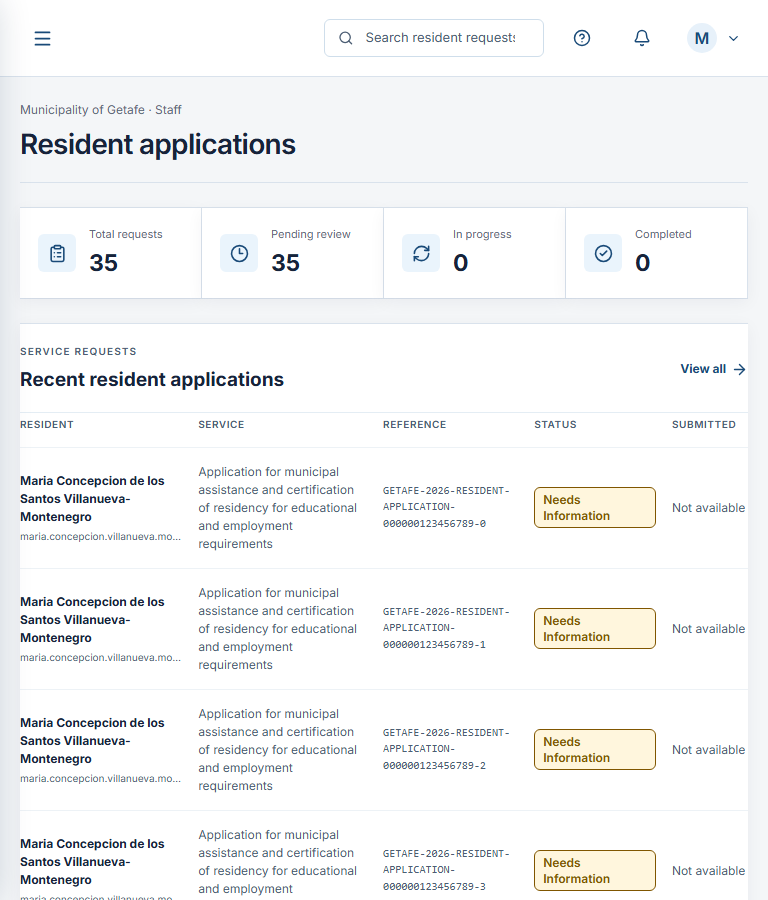 Search resident requests
M
Municipality of Getafe · Staff
Resident applications
Total requests
35
Pending review
35
In progress
0
Completed
0
SERVICE REQUESTS
Recent resident applications
View all
RESIDENT SERVICE REFERENCE STATUS SUBMITTED
Maria Concepcion de los
Santos Villanueva-
Montenegro
maria.concepcion.villanueva.mo...
Application for municipal
assistance and certification
of residency for educational
and employment
requirements
GETAFE-2026-RESIDENT-
APPLICATION-
000000123456789-0
Needs
Information
Not available
Maria Concepcion de los
Santos Villanueva-
Montenegro
maria.concepcion.villanueva.mo...
Application for municipal
assistance and certification
of residency for educational
and employment
requirements
GETAFE-2026-RESIDENT-
APPLICATION-
000000123456789-1
Needs
Information
Not available
Maria Concepcion de los
Santos Villanueva-
Montenegro
maria.concepcion.villanueva.mo...
Application for municipal
assistance and certification
of residency for educational
and employment
requirements
GETAFE-2026-RESIDENT-
APPLICATION-
000000123456789-2
Needs
Information
Not available
Maria Concepcion de los
Santos Villanueva-
Montenegro
maria.concepcion.villanueva.mo...
Application for municipal
assistance and certification
of residency for educational
and employment
GETAFE-2026-RESIDENT-
APPLICATION-
000000123456789-3
Needs
Information
Not available